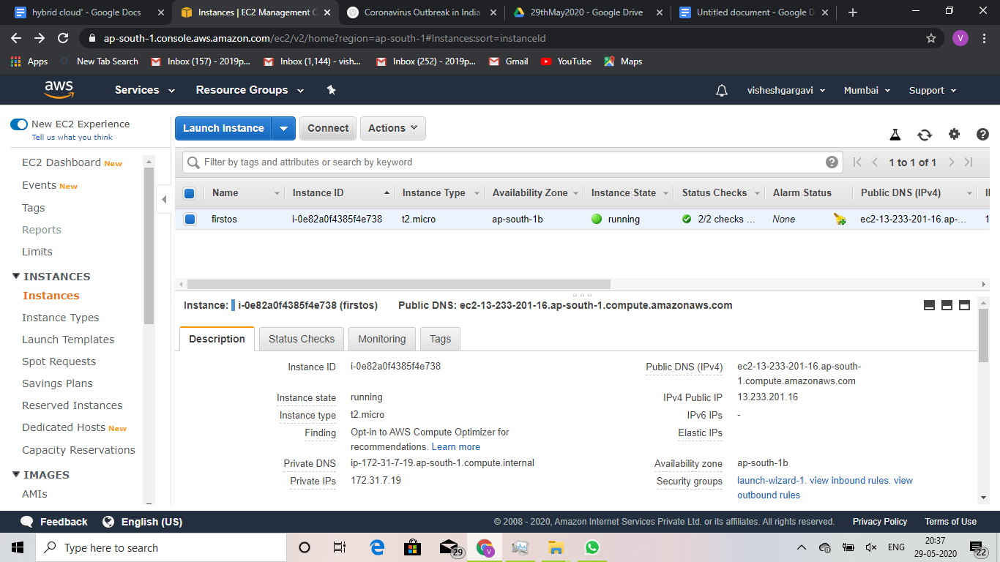 hybrid cloud' - Google Docs
Instances | EC2 Management C
Coronavirus Outbreak in India
29thMay2020 - Google Drive
Untitled document - Google D
ap-south-1.console.aws.amazon.com/ec2/v2/home?region=ap-south-1#Instances:sort=instanceId
V
Apps New Tab Search Inbox (157) - 2019p... Inbox (1,144) - vish... Inbox (252) - 2019p... Gmail YouTube Maps
aws Services Resource Groups visheshgargavi Mumbai Support
New EC2 Experience
Tell us what you think
EC2 Dashboard New
Events New
Tags
Reports
Limits
INSTANCES
Instances
Instance Types
Launch Templates
Spot Requests
Savings Plans
Reserved Instances
Dedicated Hosts New
Capacity Reservations
IMAGES
AMIs
Launch Instance Connect Actions
Filter by tags and attributes or search by keyword
1 to 1 of 1
Name Instance ID Instance Type Availability Zone Instance State Status Checks Alarm Status Public DNS (IPv4)
firstos i-0e82a0f4385f4e738 t2.micro ap-south-1b running 2/2 checks ... None ec2-13-233-201-16.ap-... 1
Instance: i-0e82a0f4385f4e738 (firstos) Public DNS: ec2-13-233-201-16.ap-south-1.compute.amazonaws.com
Description Status Checks Monitoring Tags
Instance ID i-0e82a0f4385f4e738 Public DNS (IPv4) ec2-13-233-201-16.ap-south-
1.compute.amazonaws.com
Instance state running IPv4 Public IP 13.233.201.16
Instance type t2.micro IPv6 IPs -
Finding Opt-in to AWS Compute Optimizer for Elastic IPs
recommendations. Learn more
Private DNS ip-172-31-7-19.ap-south-1.compute.internal Availability zone ap-south-1b
Private IPs 172.31.7.19 Security groups launch-wizard-1. view inbound rules. view
outbound rules
Feedback English (US) © 2008 - 2020, Amazon Internet Services Private Ltd. or its affiliates. All rights reserved. Privacy Policy Terms of Use
Type here to search 29 V ENG 20:37
29-05-2020 22